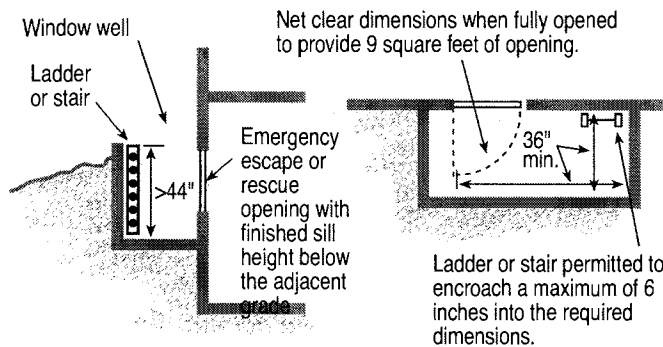 Window well
Ladder
or stair
>44"
Emergency
escape or
rescue
opening with
finished sill
height below
the adjacent
grade
Net clear dimensions when fully opened
to provide 9 square feet of opening.
36"
min.
Ladder or stair permitted to
encroach a maximum of 6
inches into the required
dimensions.